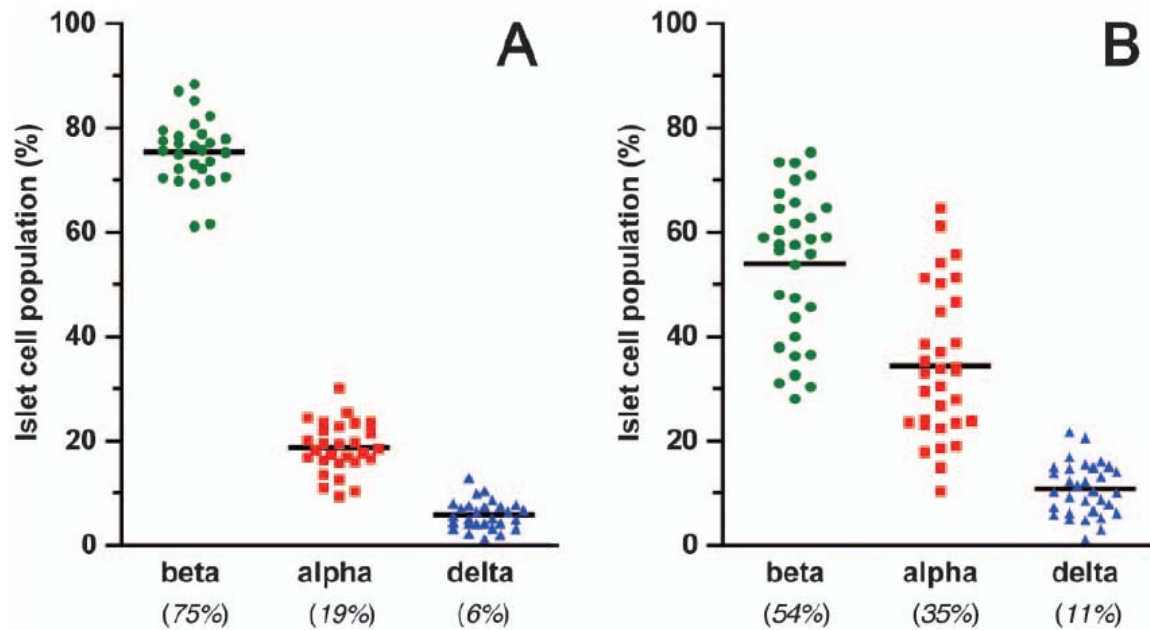 A
Islet cell population (%)
100
80
60
40
20
0
beta alpha delta
(75%) (19%) (6%)
B
Islet cell population (%)
100
80
60
40
20
0
beta alpha delta
(54%) (35%) (11%)